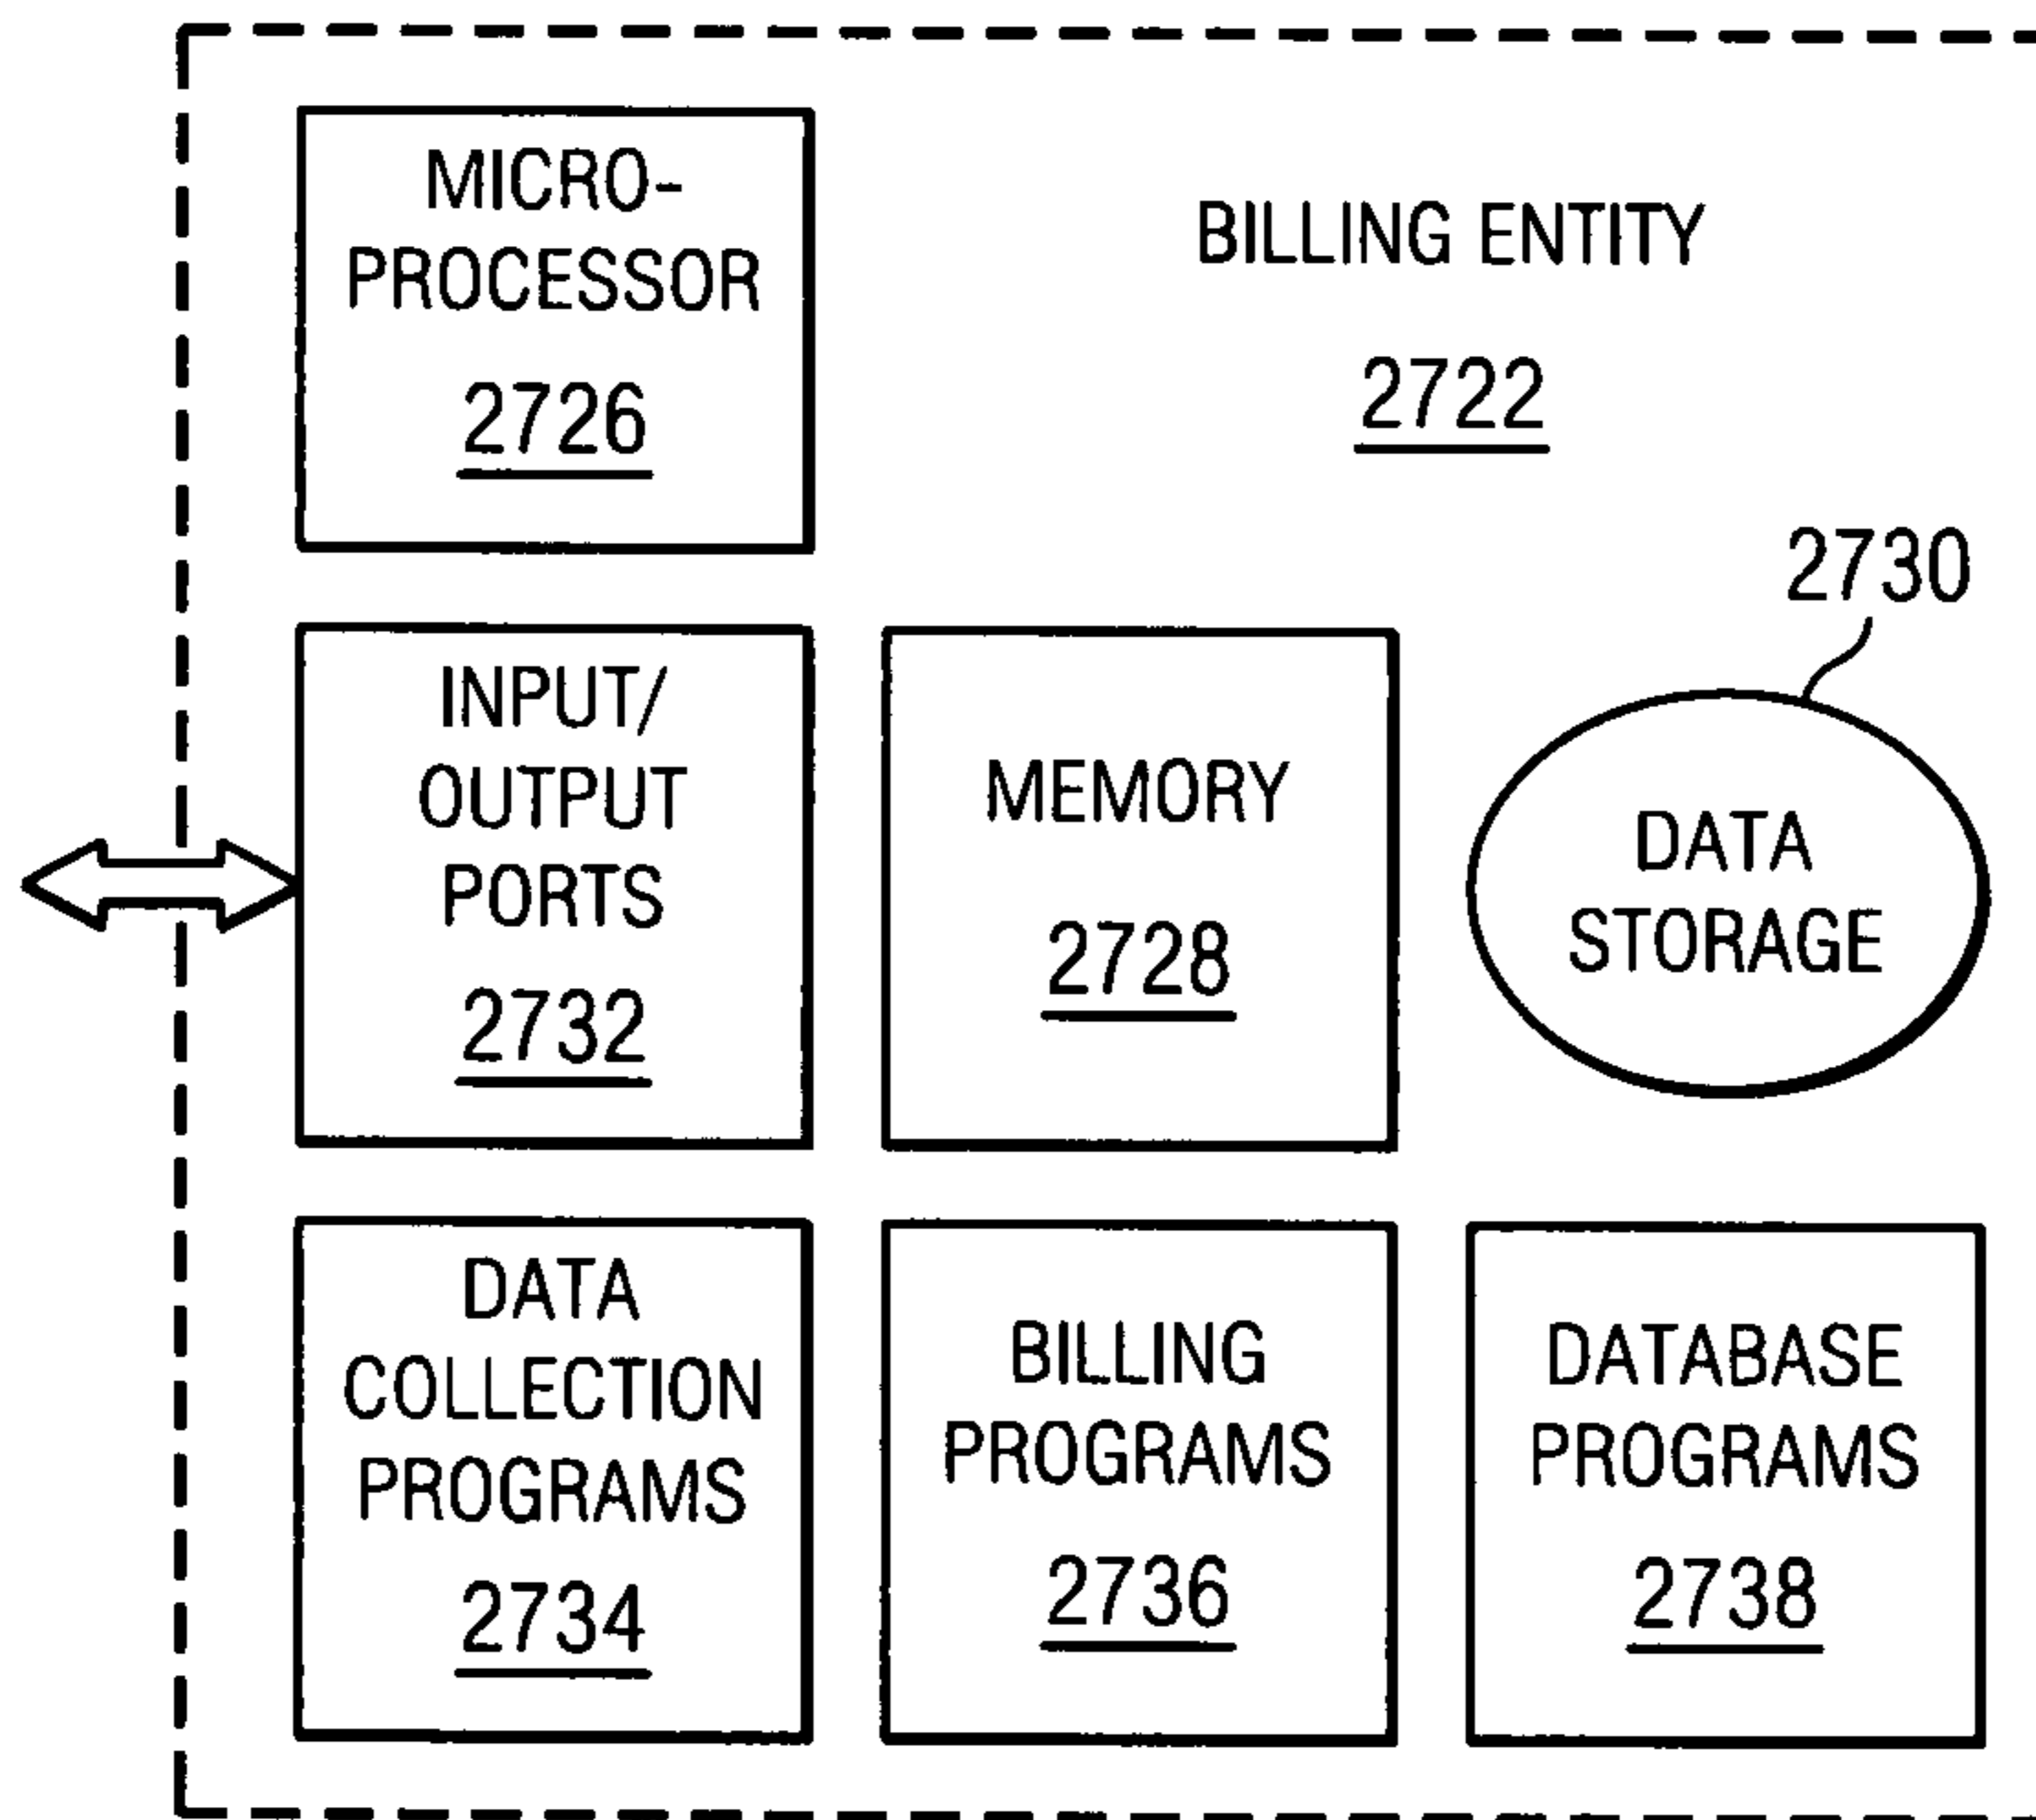 MICRO-
PROCESSOR
2726
BILLING ENTITY
2722
2730
INPUT/
OUTPUT
PORTS
2732
MEMORY
2728
DATA
STORAGE
DATA
COLLECTION
PROGRAMS
2734
BILLING
PROGRAMS
2736
DATABASE
PROGRAMS
2738